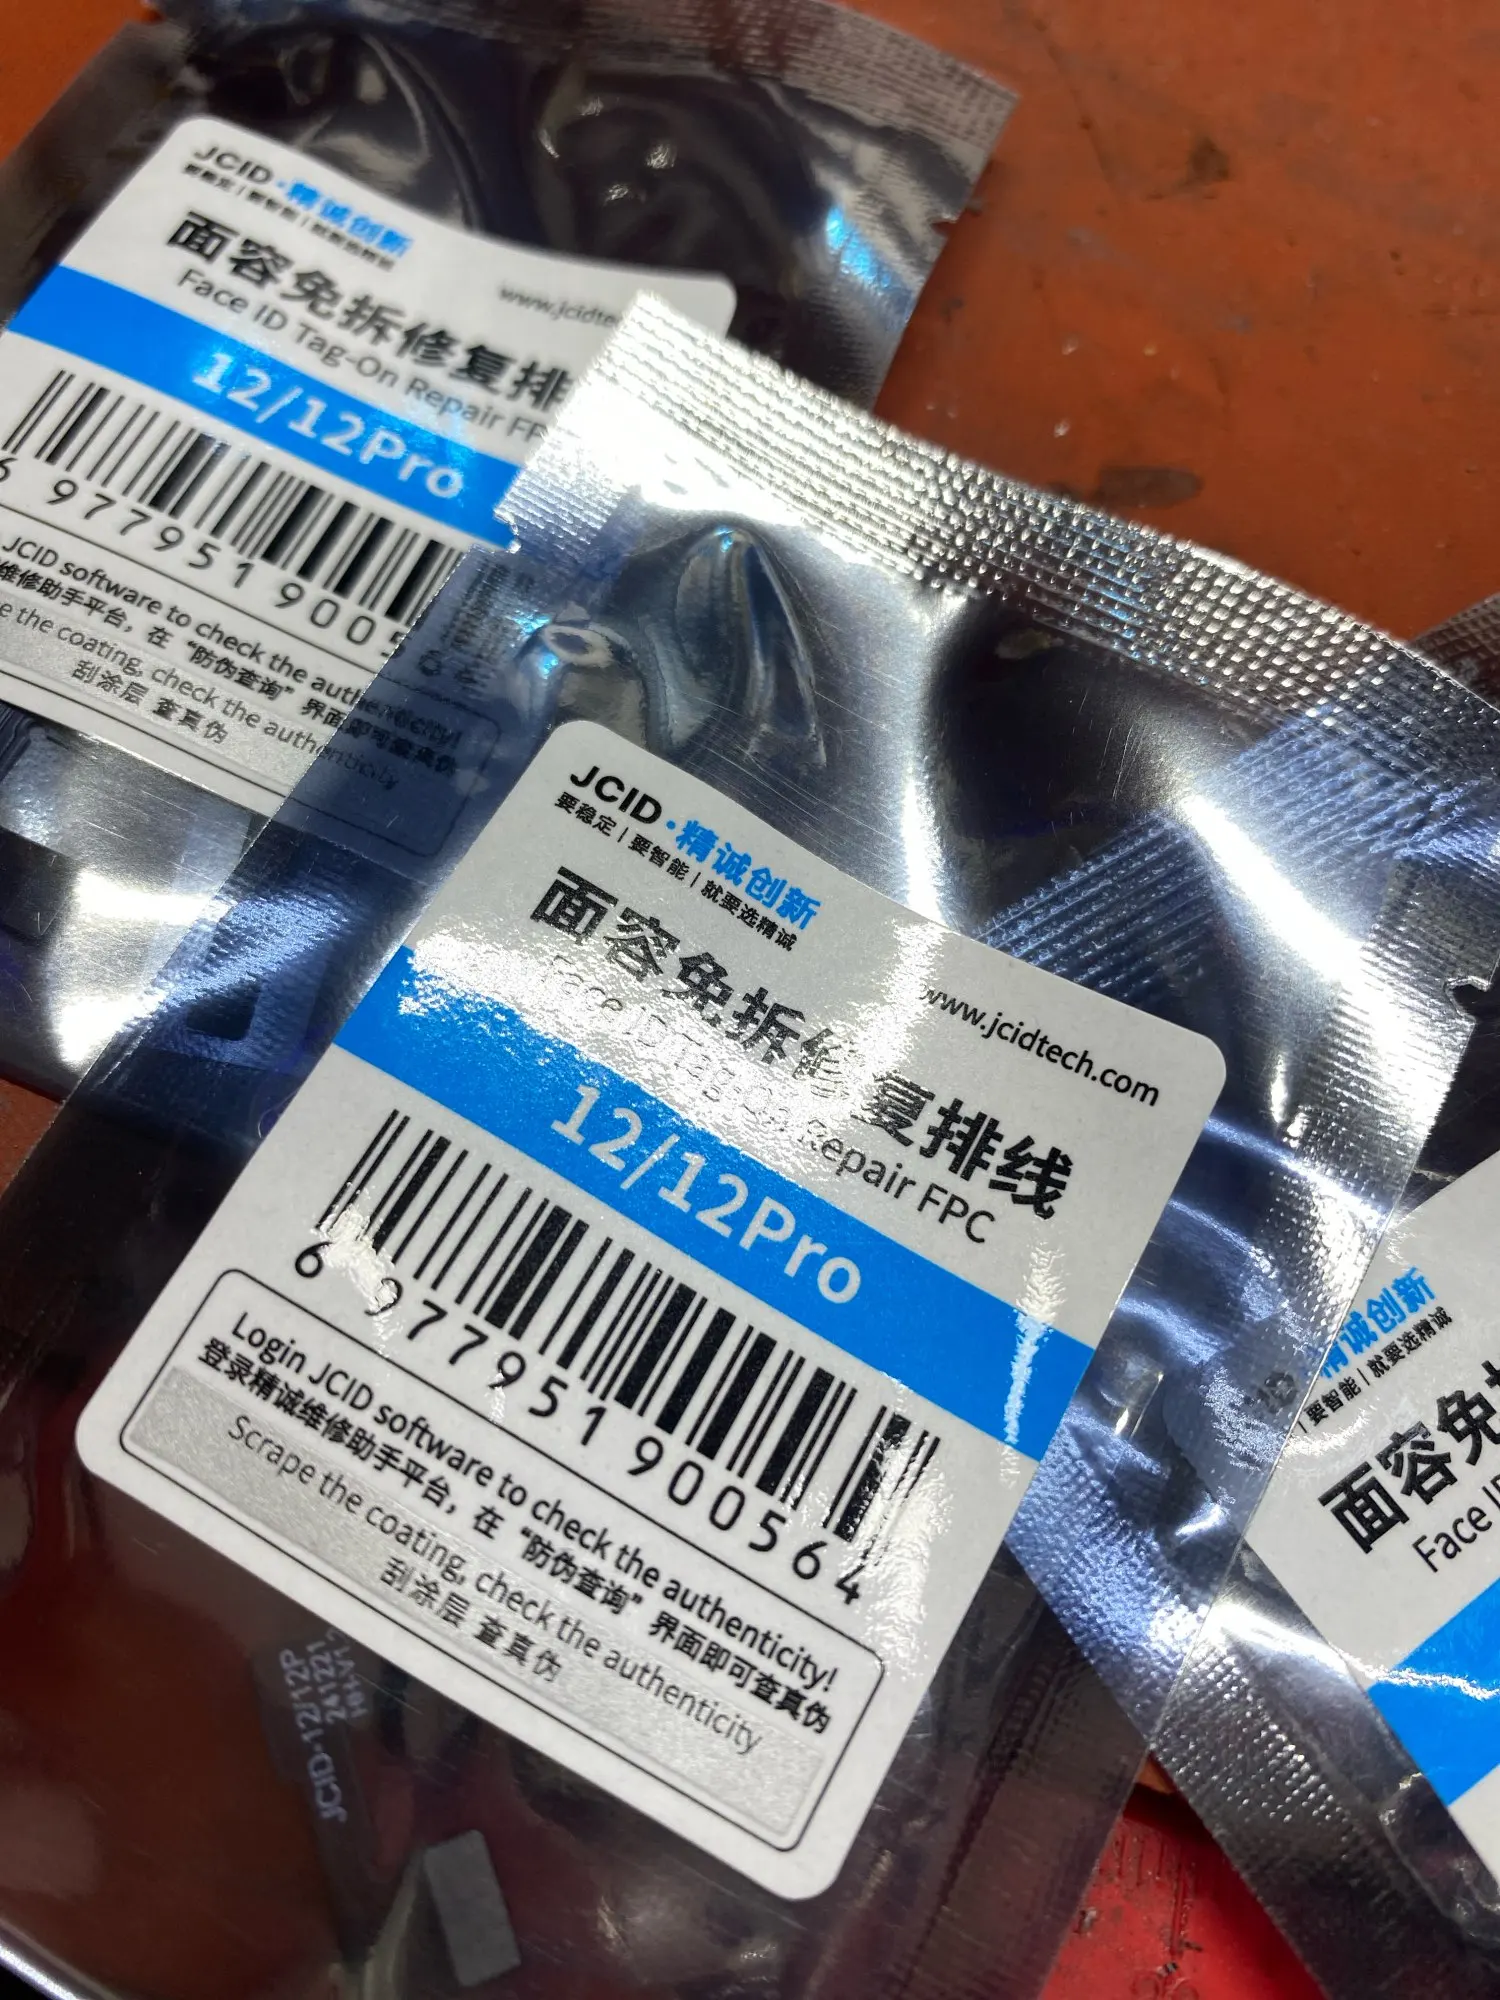 JCID·精诚创新
面容免拆修复排
www.jcidte
Face ID Tag-On Repair FP
12/12Pro
6 977951 9005
JCID software to check the authenticity!
维修助手平台，在“防伪查询”界面即可查真伪
e the coating, check the authenticity
刮涂层 查真伪
JCID·精诚创新
要稳定|要智能|就要选精诚
www.jcidtech.com
面容免拆修复排线
Face ID Tag-On Repair FPC
12/12Pro
6 977951 900564
Login JCID software to check the authenticity!
登录精诚维修助手平台，在“防伪查询”界面即可查真伪
Scrape the coating, check the authenticity
刮涂层 查真伪
JCID-12/12P
241221
精诚创新
要智能|就要选精诚
面容免
Face I